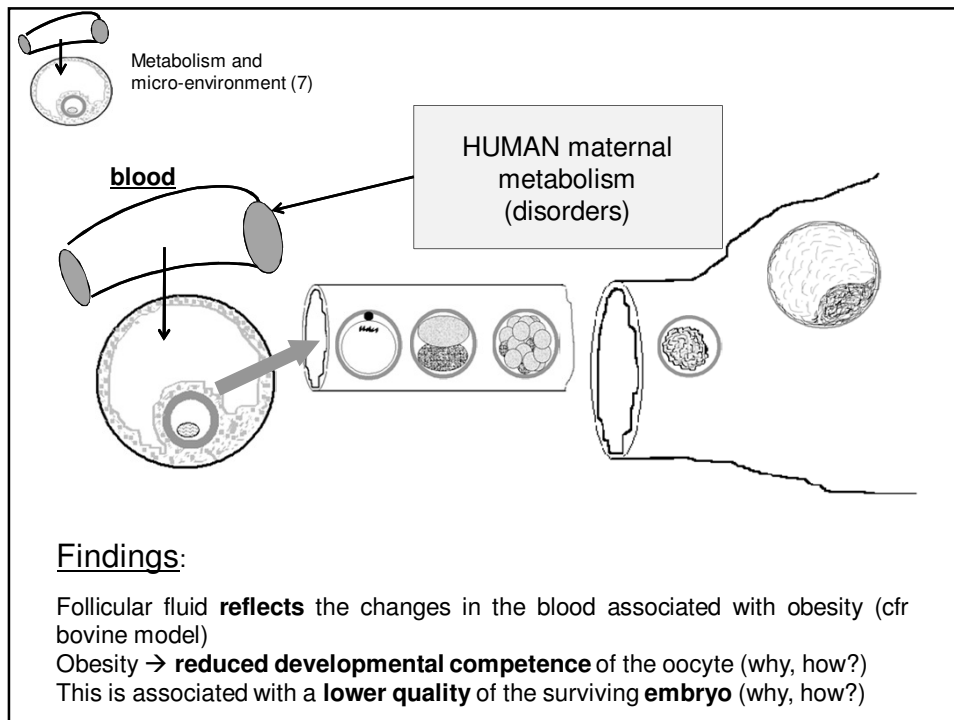 Metabolism and
micro-environment (7)
HUMAN maternal
metabolism
(disorders)
blood
Findings:
Follicular fluid reflects the changes in the blood associated with obesity (cfr
bovine model)
Obesity → reduced developmental competence of the oocyte (why, how?)
This is associated with a lower quality of the surviving embryo (why, how?)